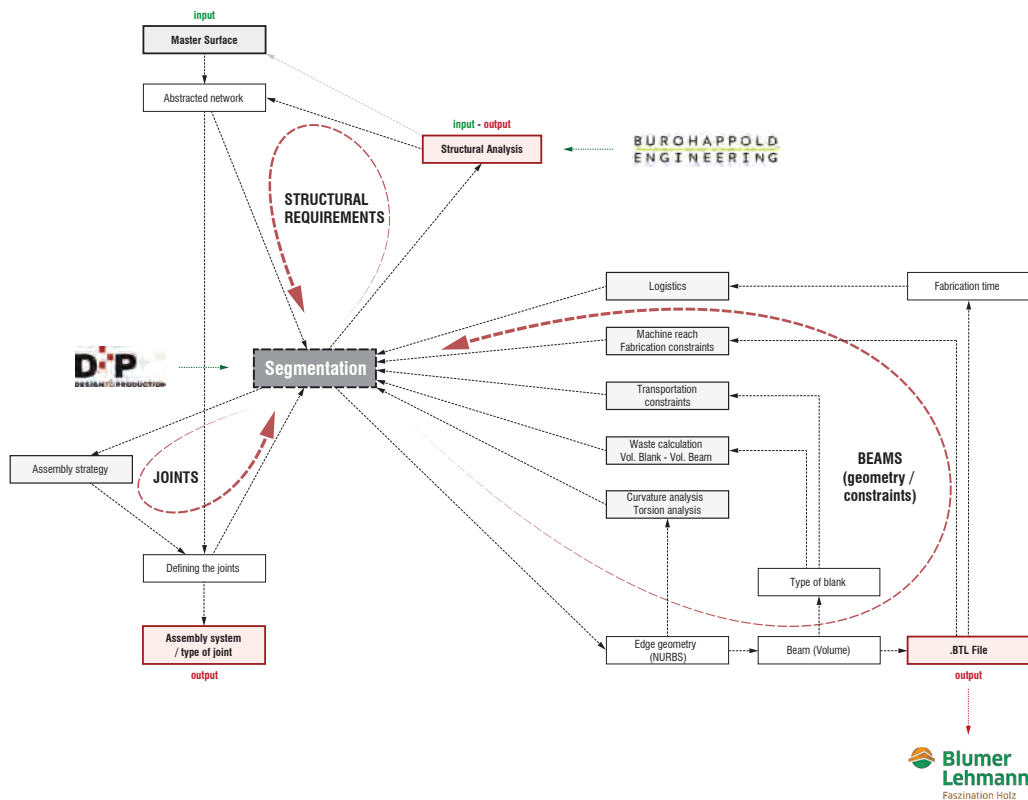 input
Master Surface
Abstracted network
input - output
Structural Analysis
BUROHAPPOLD
ENGINEERING
STRUCTURAL
REQUIREMENTS
Logistics
Fabrication time
Machine reach
Fabrication constraints
D P
DESIGNTOPRODUCTION
Segmentation
Transportation
constraints
Waste calculation
Vol. Blank - Vol. Beam
BEAMS
(geometry /
constraints)
Assembly strategy
JOINTS
Curvature analysis
Torsion analysis
Defining the joints
Type of blank
Assembly system
/ type of joint
output
Edge geometry
(NURBS)
Beam (Volume)
.BTL File
output
Blumer
Lehmann
Faszination Holz